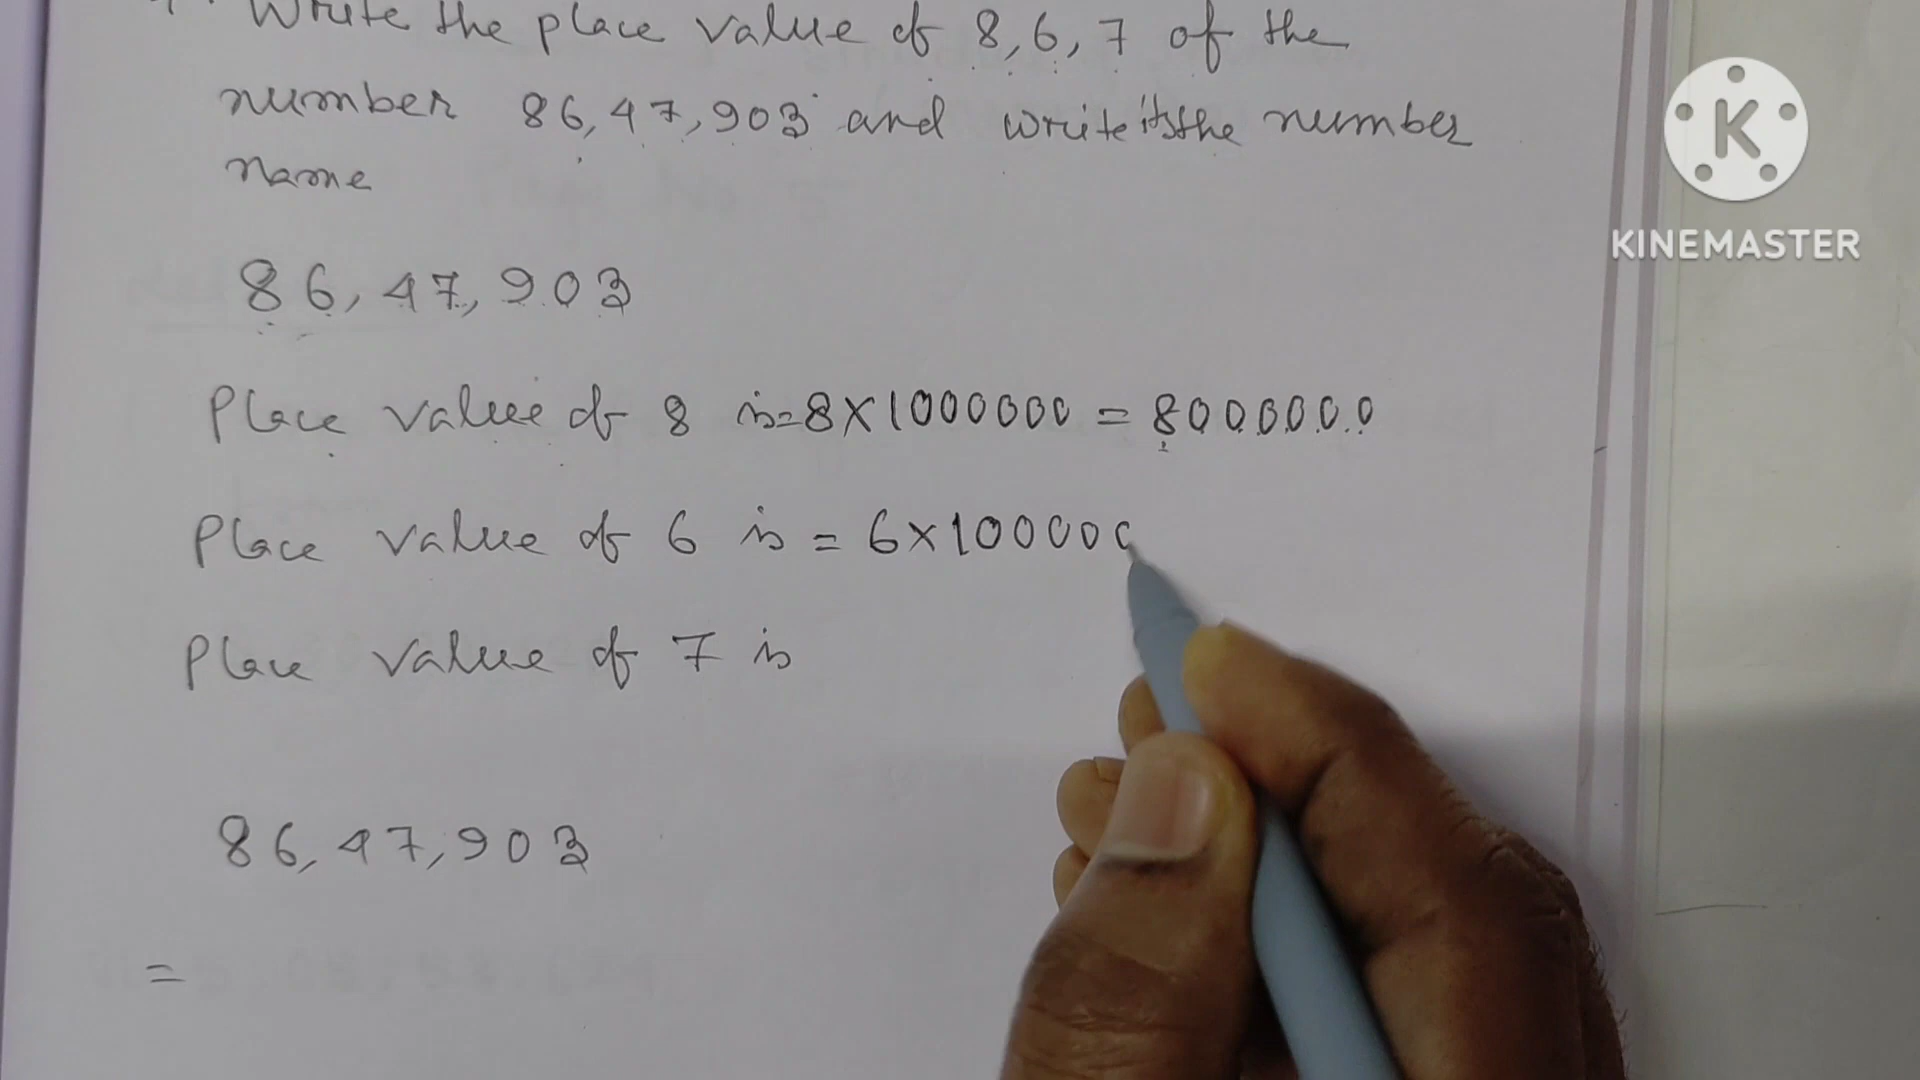 Write the place value of 8, 6, 7 of the
number 86,47,903 and write its the number
name
86,47,903
Place value of 8 is = 8 X 1000000 = 8000000
Place value of 6 is = 6 X 100000
Place value of 7 is
86,47,903
=
K
KINEMASTER